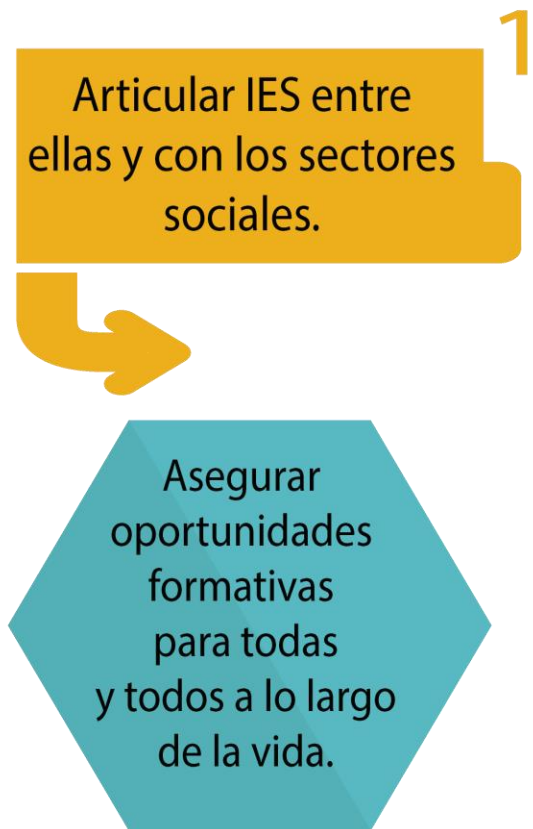 1
Articular IES entre
ellas y con los sectores
sociales.
Asegurar
oportunidades
formativas
para todas
y todos a lo largo
de la vida.